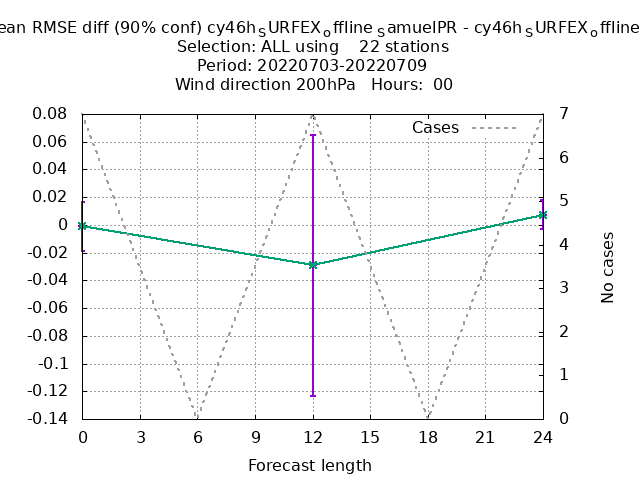 ean RMSE diff (90% conf) cy46hSURFEXoffline samuelPR - cy46hSURFEXoffline
Selection: ALL using    22 stations
Period: 20220703-20220709
Wind direction 200hPa   Hours:  00
Cases
0.08
0.06
0.04
0.02
0
-0.02
-0.04
-0.06
-0.08
-0.1
-0.12
-0.14
7
6
5
4
3
2
1
0
No cases
0 3 6 9 12 15 18 21 24
Forecast length